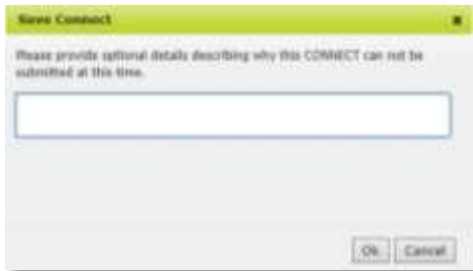 Save Connect
Please provide optional details describing why this CONNECT can not be
submitted at this time.
Ok Cancel